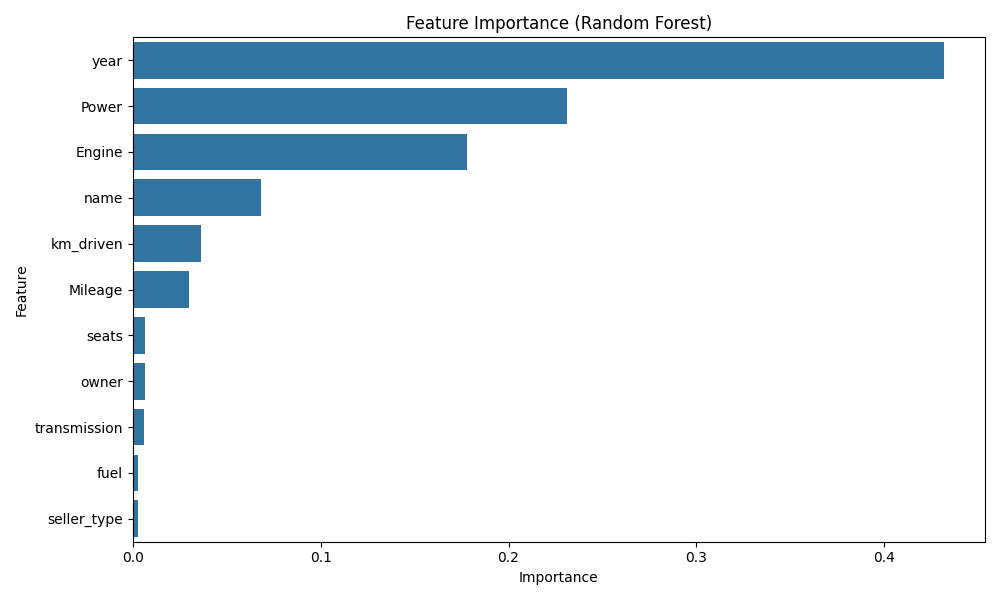 Feature Importance (Random Forest)
year
Power
Engine
name
km_driven
Mileage
seats
owner
transmission
fuel
seller_type
Feature
0.0 0.1 0.2 0.3 0.4
Importance